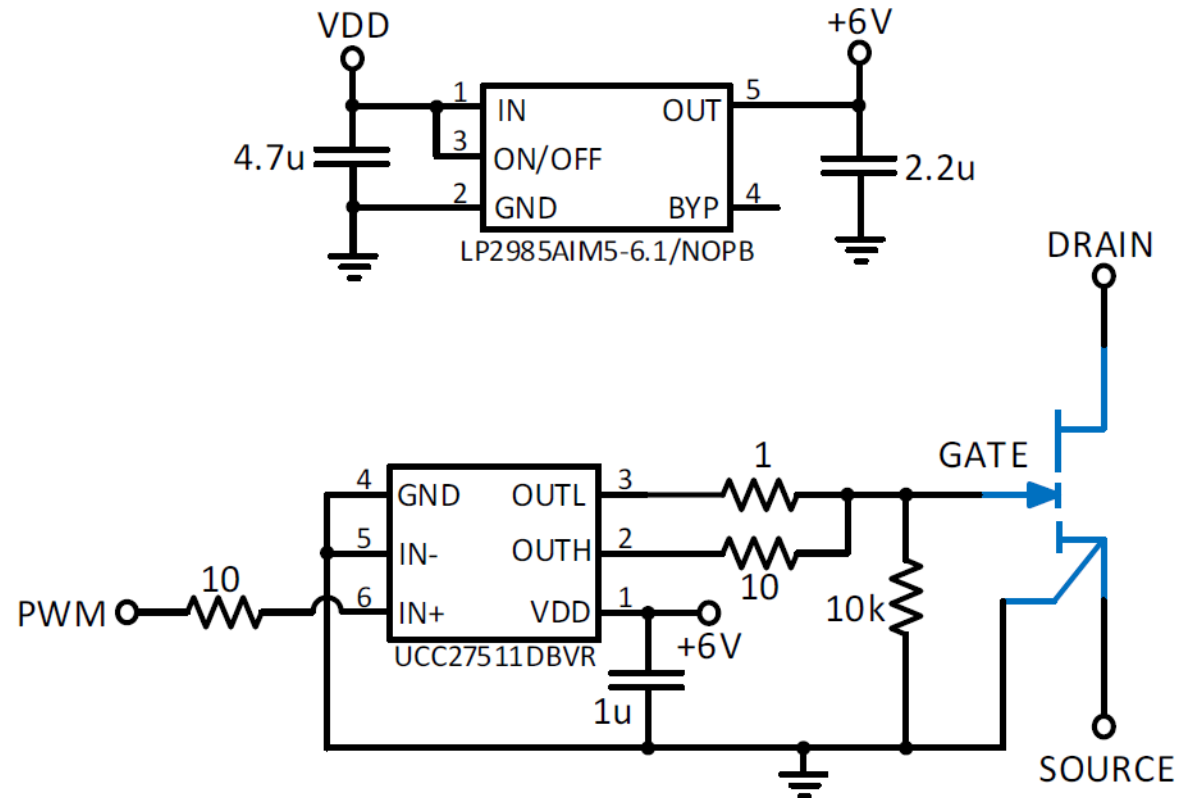 VDD
+6V
4.7u
1
IN
OUT
5
3
ON/OFF
2
GND
BYP
4
2.2u
LP2985AIM5-6.1/NOPB
DRAIN
4
GND
OUTL
3
1
GATE
5
IN-
OUTH
2
10
10
PWM
6
IN+
VDD
1
+6V
10k
UCC27511DBVR
1u
SOURCE